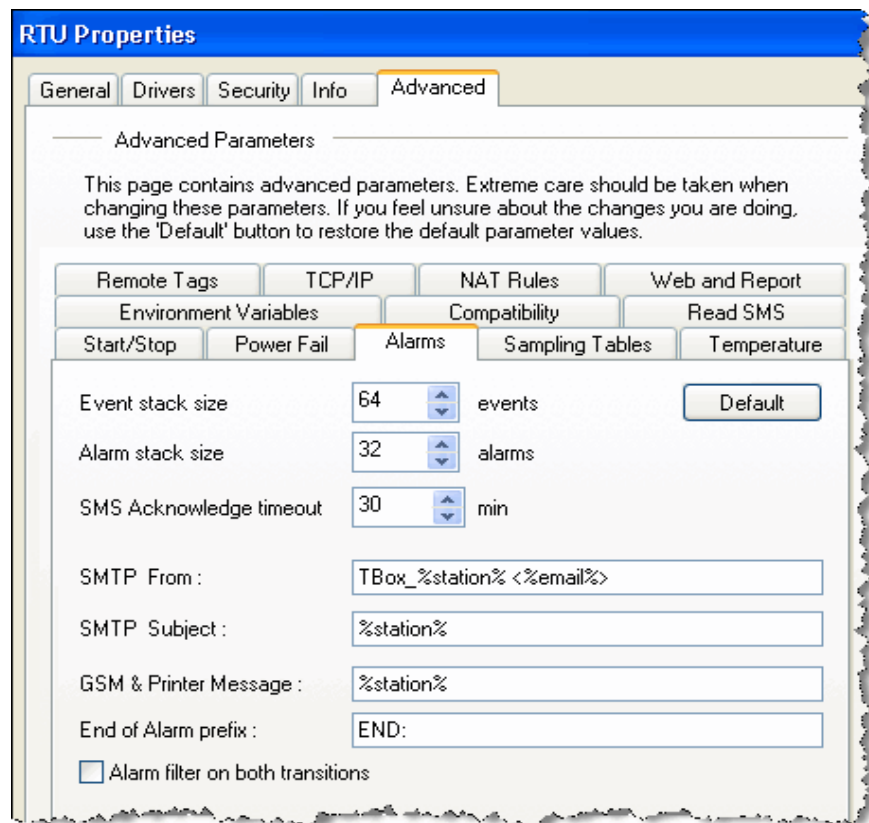 RTU Properties
General Drivers Security Info Advanced
Advanced Parameters
This page contains advanced parameters. Extreme care should be taken when
changing these parameters. If you feel unsure about the changes you are doing,
use the 'Default' button to restore the default parameter values.
Remote Tags TCP/IP NAT Rules Web and Report
Environment Variables Compatibility Read SMS
Start/Stop Power Fail Alarms Sampling Tables Temperature
Event stack size 64 events Default
Alarm stack size 32 alarms
SMS Acknowledge timeout 30 min
SMTP From : TBox_%station% <%email%>
SMTP Subject : %station%
GSM & Printer Message : %station%
End of Alarm prefix : END:
Alarm filter on both transitions